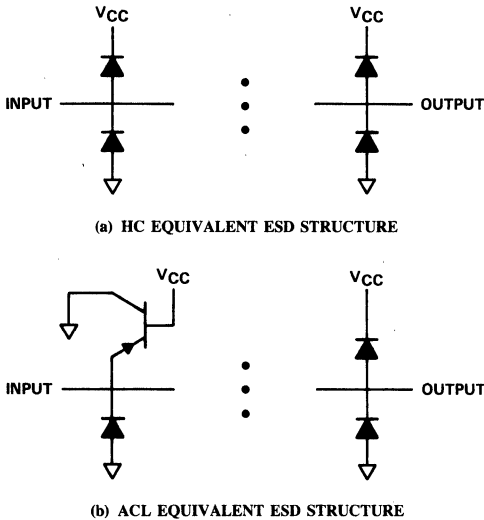 VCC VCC
INPUT OUTPUT
(a) HC EQUIVALENT ESD STRUCTURE
VCC VCC
INPUT OUTPUT
(b) ACL EQUIVALENT ESD STRUCTURE